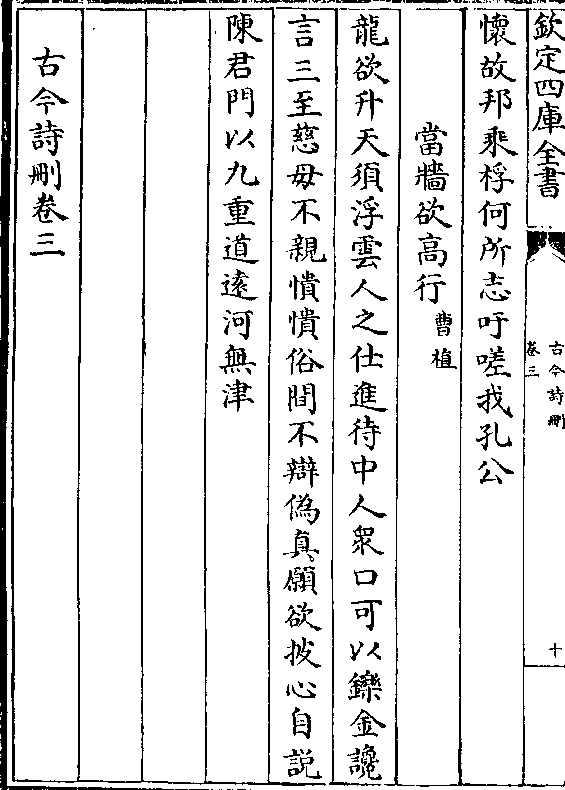 欽定四庫全書
古今詩刪
卷三
十
懷故邦乘桴何所志吁嗟我孔公
當牆欲高行 曹植
龍欲升天須浮雲人之仕進待中人眾口可以鑠金讒
言三至慈母不親憒憒俗間不辯偽真願欲披心自說
陳君門以九重道遠河無津
古今詩刪卷三